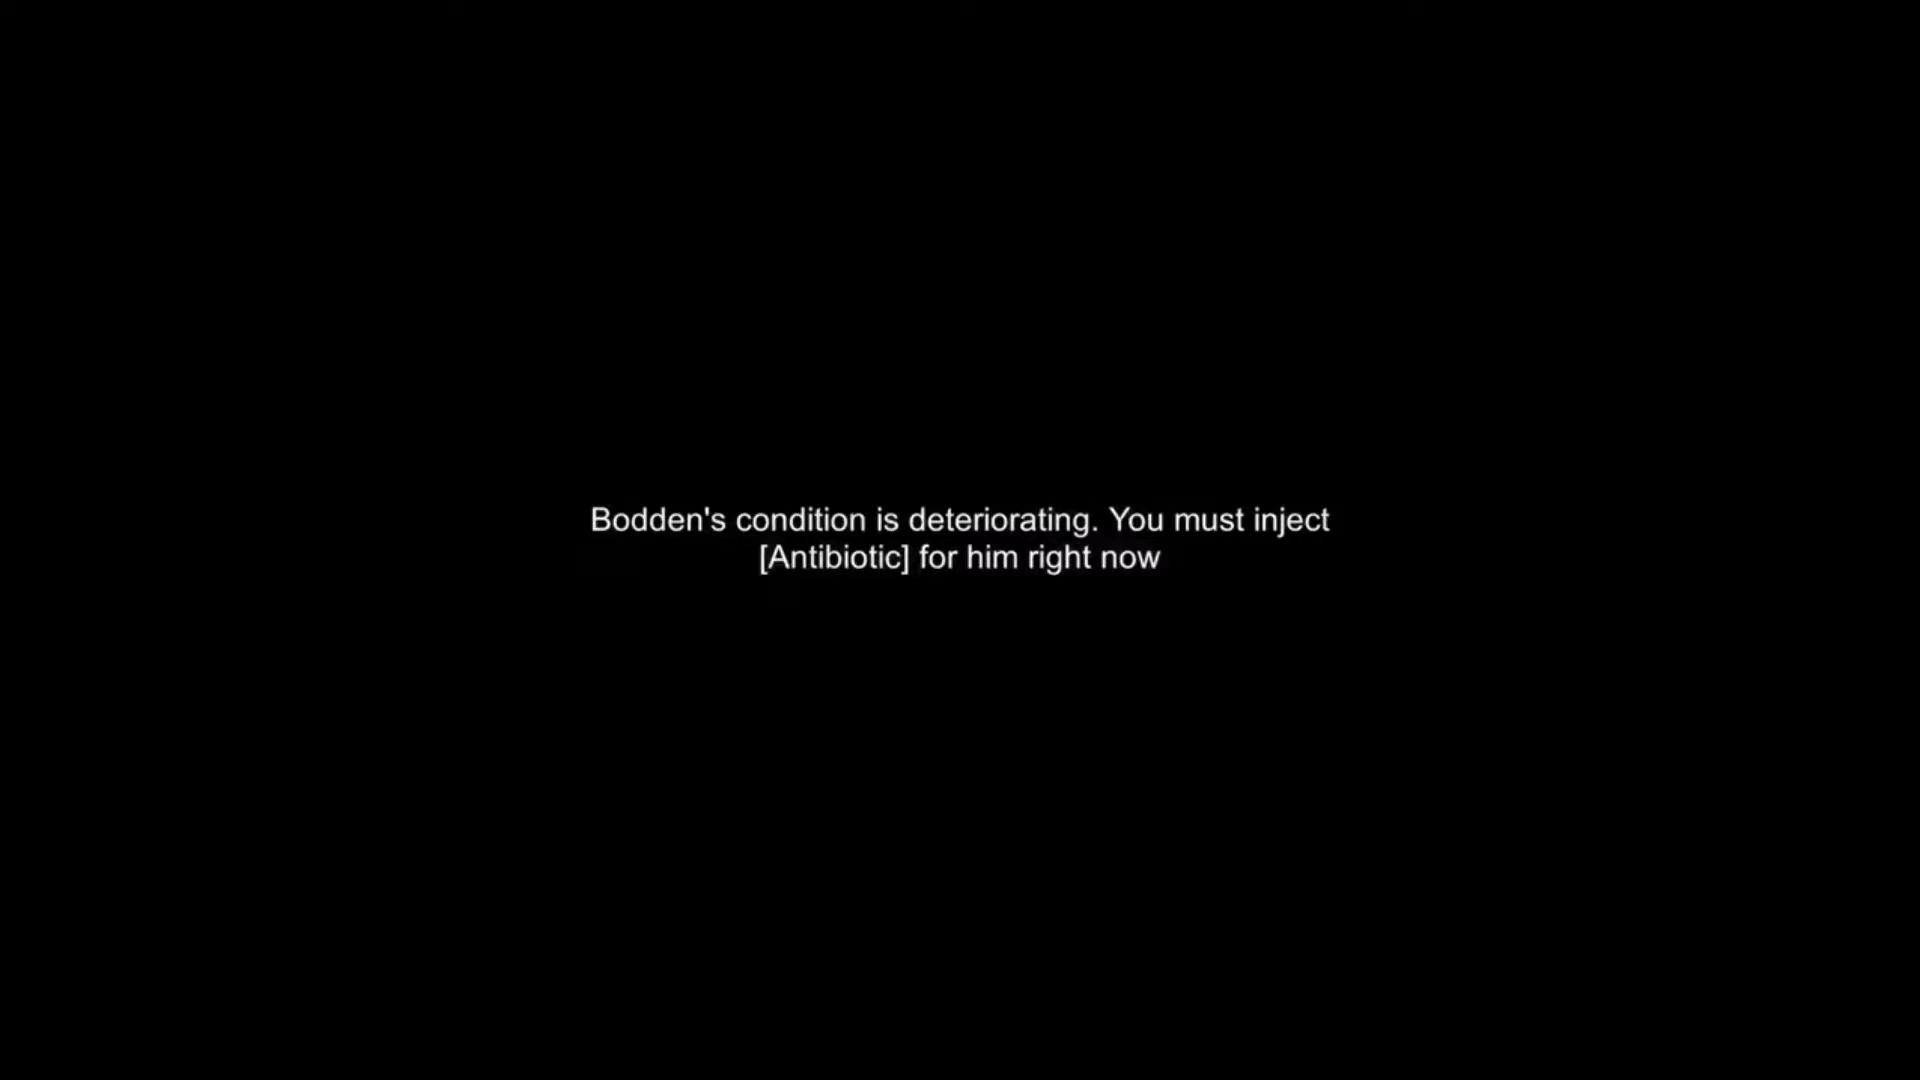 Bodden's condition is deteriorating. You must inject
[Antibiotic] for him right now